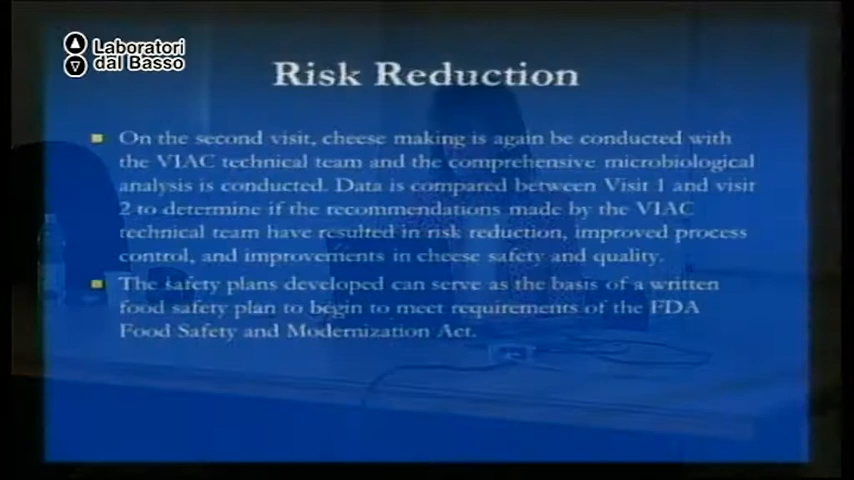 Laboratori
dal Basso
Risk Reduction
On the second visit, cheese making is again be conducted with
the VIAC technical team and the comprehensive microbiological
analysis is conducted. Data is compared between Visit 1 and visit
2 to determine if the recommendations made by the VIAC
technical team have resulted in risk reduction, improved process
control, and improvements in cheese safety and quality.
The safety plans developed can serve as the basis of a written
food safety plan to begin to meet requirements of the FDA
Food Safety and Modernization Act.